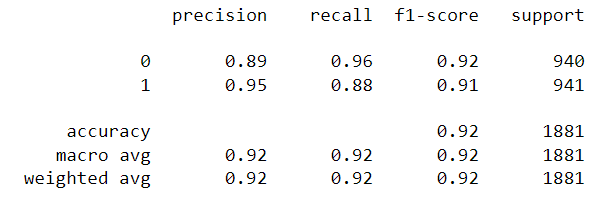 precision recall f1-score support
0 0.89 0.96 0.92 940
1 0.95 0.88 0.91 941
accuracy 0.92 1881
macro avg 0.92 0.92 0.92 1881
weighted avg 0.92 0.92 0.92 1881